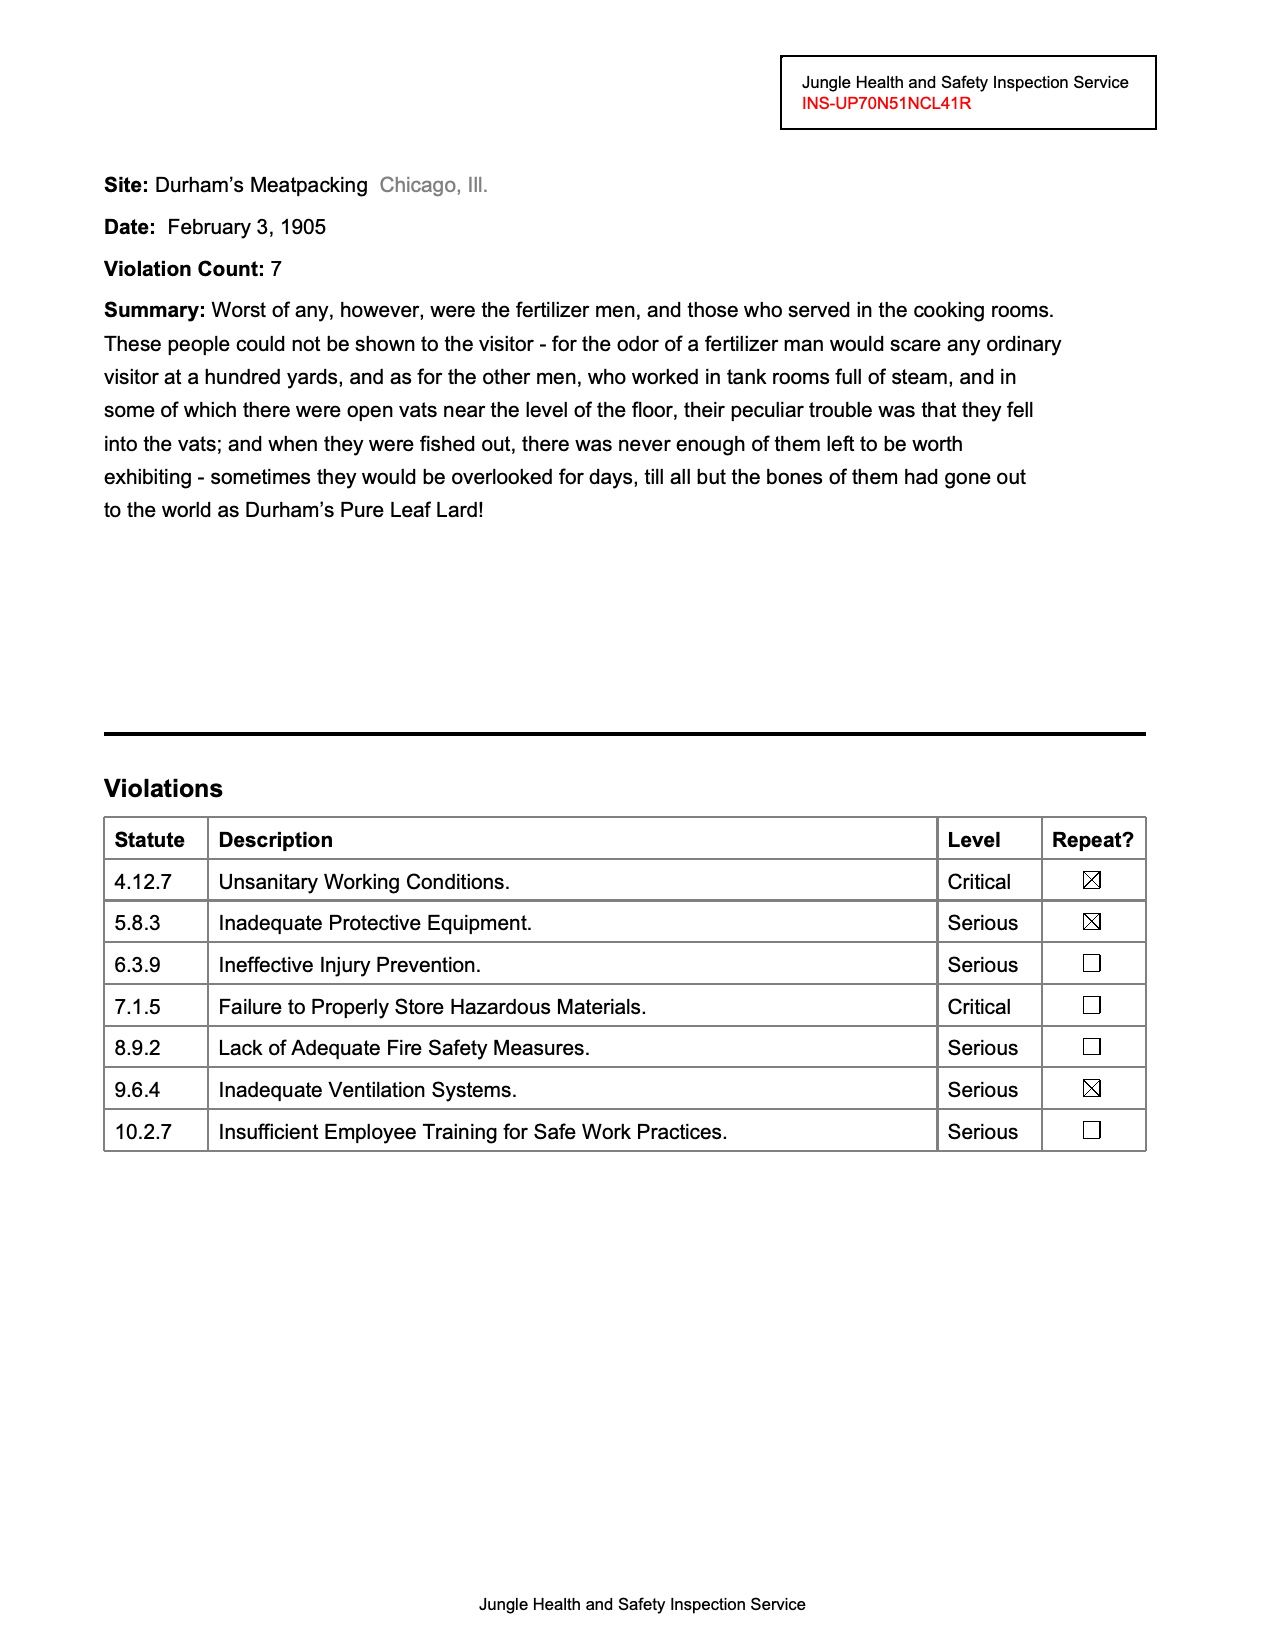 Jungle Health and Safety Inspection Service
INS-UP70N51NCL41R
Site: Durham’s Meatpacking Chicago, Ill.
Date: February 3, 1905
Violation Count: 7
Summary: Worst of any, however, were the fertilizer men, and those who served in the cooking rooms.
These people could not be shown to the visitor - for the odor of a fertilizer man would scare any ordinary
visitor at a hundred yards, and as for the other men, who worked in tank rooms full of steam, and in
some of which there were open vats near the level of the floor, their peculiar trouble was that they fell
into the vats; and when they were fished out, there was never enough of them left to be worth
exhibiting - sometimes they would be overlooked for days, till all but the bones of them had gone out
to the world as Durham’s Pure Leaf Lard!
Violations
Statute Description Level Repeat?
4.12.7 Unsanitary Working Conditions. Critical ☒
5.8.3 Inadequate Protective Equipment. Serious ☒
6.3.9 Ineffective Injury Prevention. Serious ☐
7.1.5 Failure to Properly Store Hazardous Materials. Critical ☐
8.9.2 Lack of Adequate Fire Safety Measures. Serious ☐
9.6.4 Inadequate Ventilation Systems. Serious ☒
10.2.7 Insufficient Employee Training for Safe Work Practices. Serious ☐
Jungle Health and Safety Inspection Service